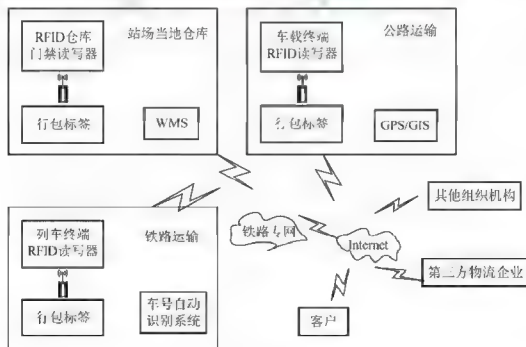 RFID仓库
门禁读写器
站场当地仓库
行包标签
WMS
车载终端
RFID读写器
公路运输
行包标签
GPS/GIS
列车终端
RFID读写器
铁路运输
行包标签
车号自动
识别系统
铁路专网
Internet
其他组织机构
第三方物流企业
客户